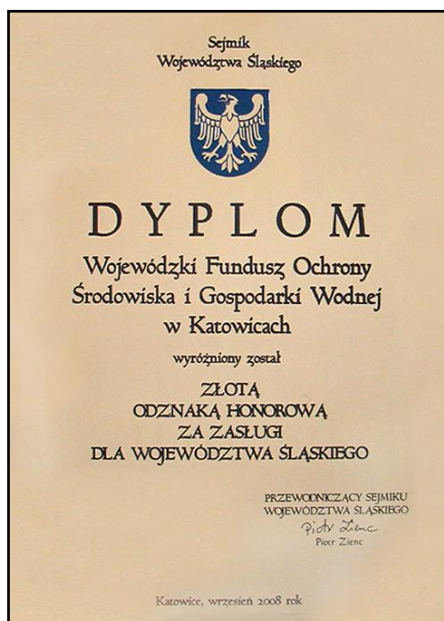 Sejmik
Województwa Śląskiego
DYPLOM
Wojewódzki Fundusz Ochrony
Środowiska i Gospodarki Wodnej
w Katowicach
wyróżniony został
ZŁOTĄ
ODZNAKĄ HONOROWĄ
ZA ZASŁUGI
DLA WOJEWÓDZTWA ŚLĄSKIEGO
PRZEWODNICZĄCY SEJMIKU
WOJEWÓDZTWA ŚLĄSKIEGO
Piotr Zienc
Piotr Zienc
Katowice, wrzesień 2008 rok